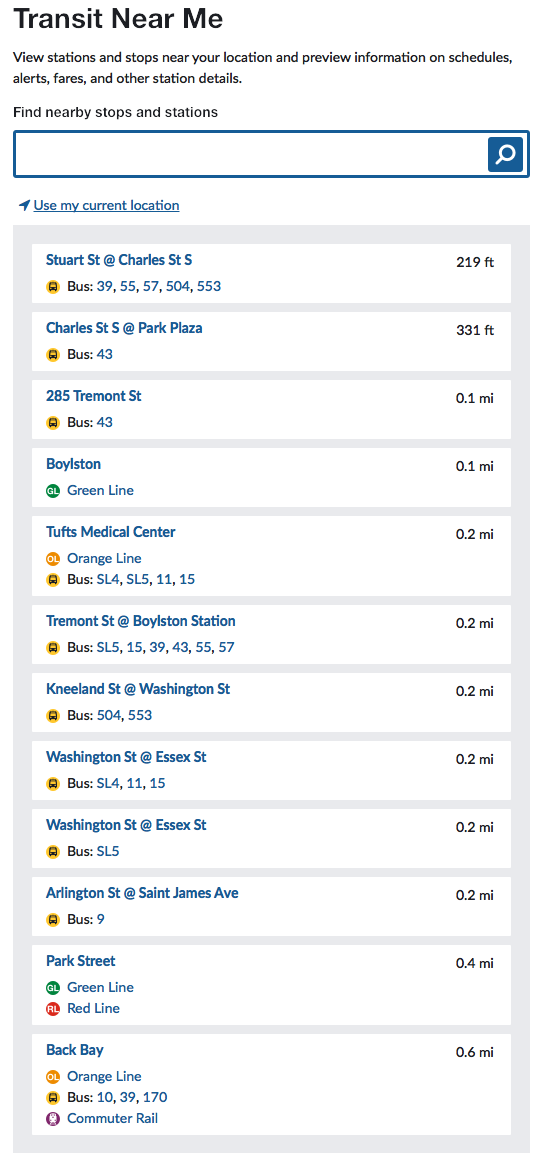 Transit Near Me
View stations and stops near your location and preview information on schedules,
alerts, fares, and other station details.
Find nearby stops and stations
Use my current location
Stuart St @ Charles St S 219 ft
Bus: 39, 55, 57, 504, 553
Charles St S @ Park Plaza 331 ft
Bus: 43
285 Tremont St 0.1 mi
Bus: 43
Boylston 0.1 mi
GL Green Line
Tufts Medical Center 0.2 mi
OL Orange Line
Bus: SL4, SL5, 11, 15
Tremont St @ Boylston Station 0.2 mi
Bus: SL5, 15, 39, 43, 55, 57
Kneeland St @ Washington St 0.2 mi
Bus: 504, 553
Washington St @ Essex St 0.2 mi
Bus: SL4, 11, 15
Washington St @ Essex St 0.2 mi
Bus: SL5
Arlington St @ Saint James Ave 0.2 mi
Bus: 9
Park Street 0.4 mi
GL Green Line
RL Red Line
Back Bay 0.6 mi
OL Orange Line
Bus: 10, 39, 170
Commuter Rail